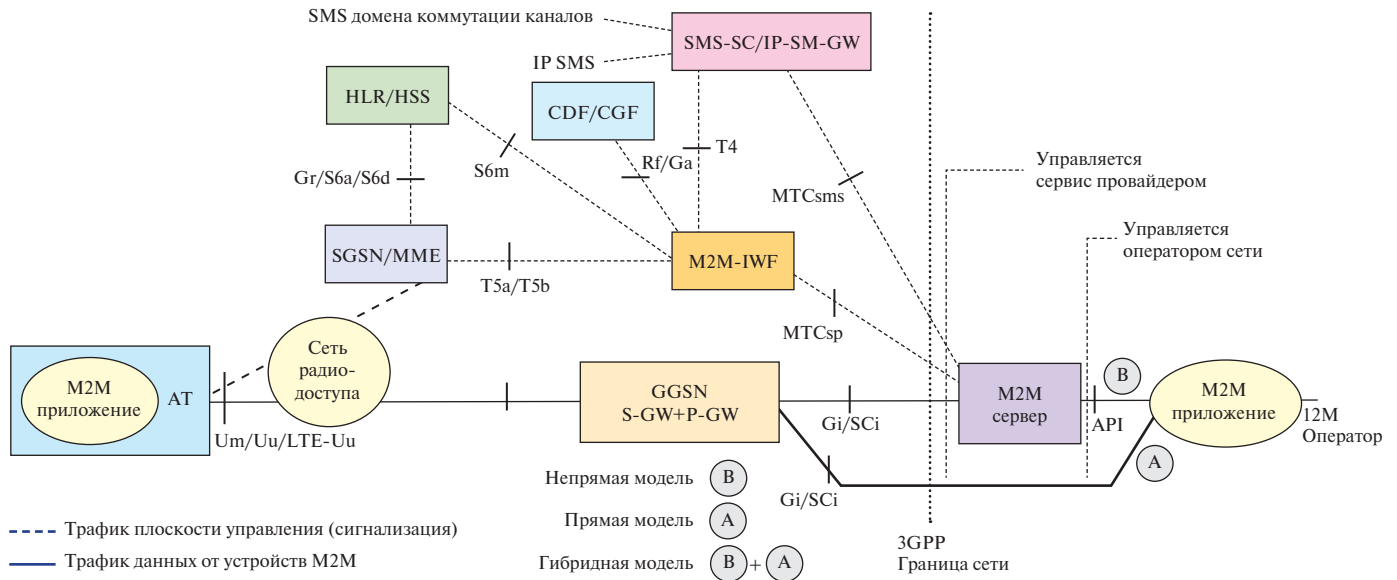 SMS домена коммутации каналов
SMS-SC/IP-SM-GW
IP SMS
HLR/HSS
CDF/CGF
T4
Rf/Ga
S6m
Gr/S6a/S6d
MTCsms
Управляется
сервис провайдером
Управляется
оператором сети
SGSN/MME
M2M-IWF
T5a/T5b
MTCsp
Сеть
радио-
доступа
M2M
приложение
AT
Um/Uu/LTE-Uu
GGSN
S-GW+P-GW
Gi/SCi
M2M
сервер
B
API
M2M
приложение
12M
Оператор
A
Gi/SCi
Непрямая модель B
Прямая модель A
Гибридная модель B + A
Трафик плоскости управления (сигнализация)
Трафик данных от устройств M2M
3GPP
Граница сети